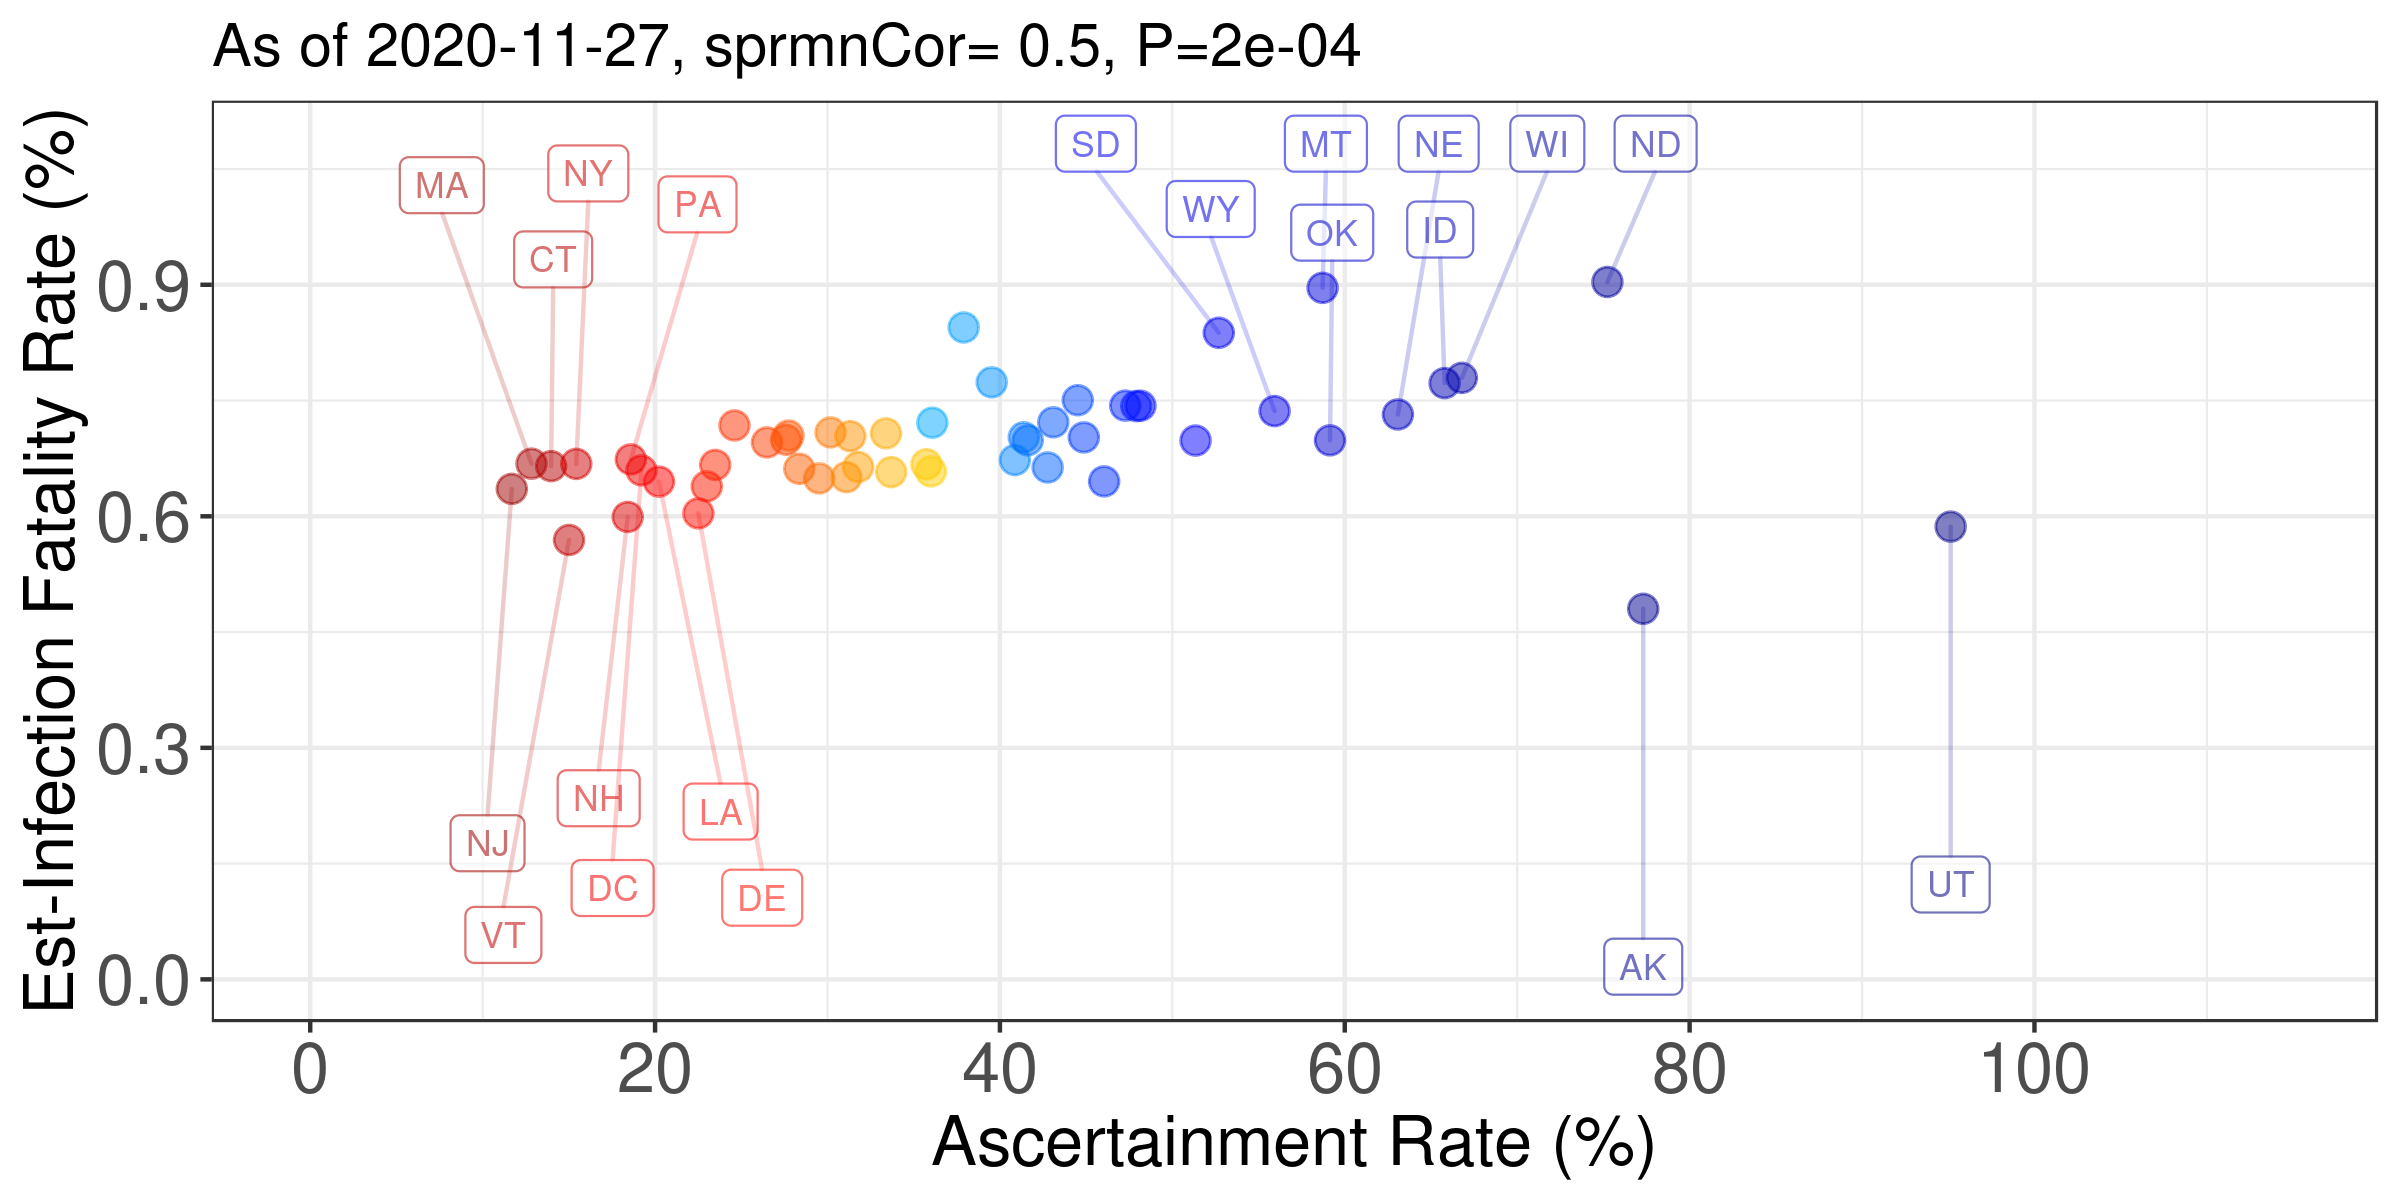 As of 2020-11-27, sprmnCor= 0.5, P=2e-04
Est-Infection Fatality Rate (%)
0.9
0.6
0.3
0.0
SD
MT
NE
WI
ND
NY
MA
PA
WY
OK
ID
CT
NH
LA
NJ
DC
DE
VT
UT
AK
0
20
40
60
80
100
Ascertainment Rate (%)